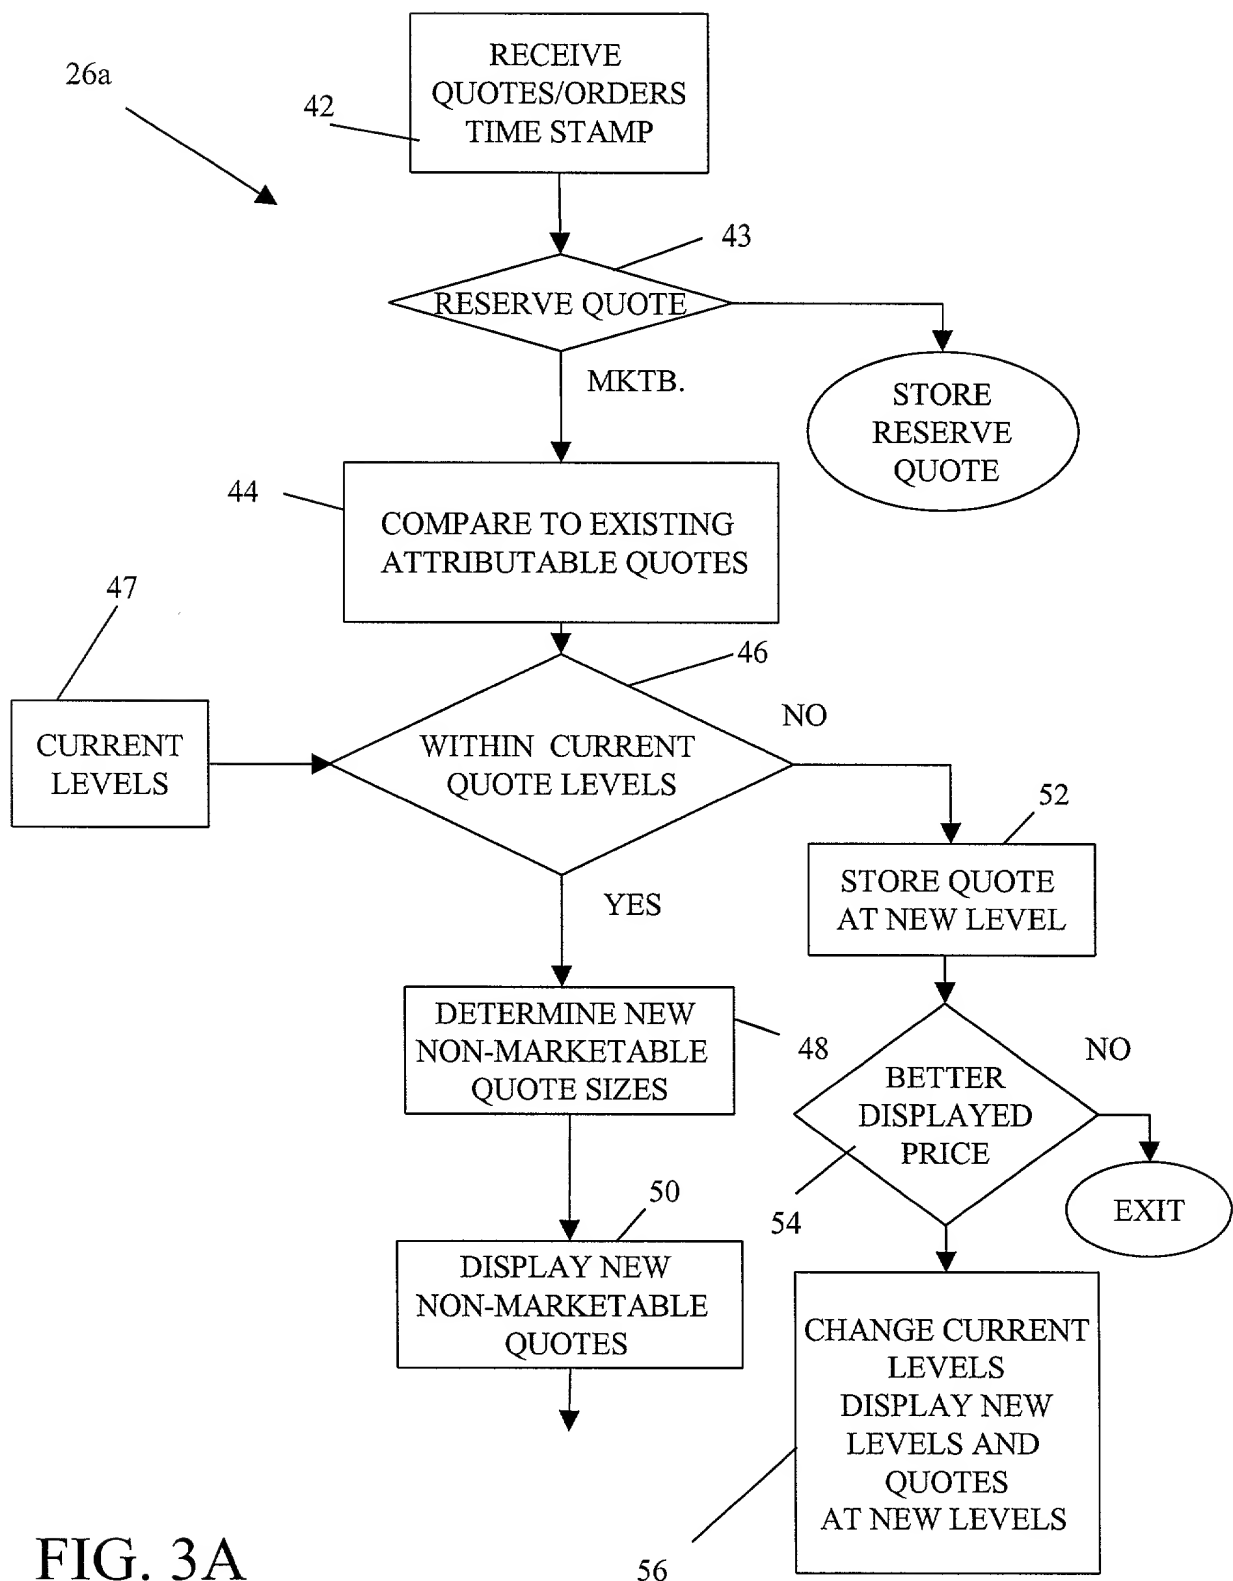 RECEIVE
QUOTES/ORDERS
TIME STAMP
26a
42
43
RESERVE QUOTE
MKTB.
STORE
RESERVE
QUOTE
44
COMPARE TO EXISTING
ATTRIBUTABLE QUOTES
47
46
NO
CURRENT
LEVELS
WITHIN CURRENT
QUOTE LEVELS
52
YES
STORE QUOTE
AT NEW LEVEL
DETERMINE NEW
NON-MARKETABLE
QUOTE SIZES
48
NO
BETTER
DISPLAYED
PRICE
54
EXIT
50
DISPLAY NEW
NON-MARKETABLE
QUOTES
CHANGE CURRENT
LEVELS
DISPLAY NEW
LEVELS AND
QUOTES
AT NEW LEVELS
56
FIG. 3A